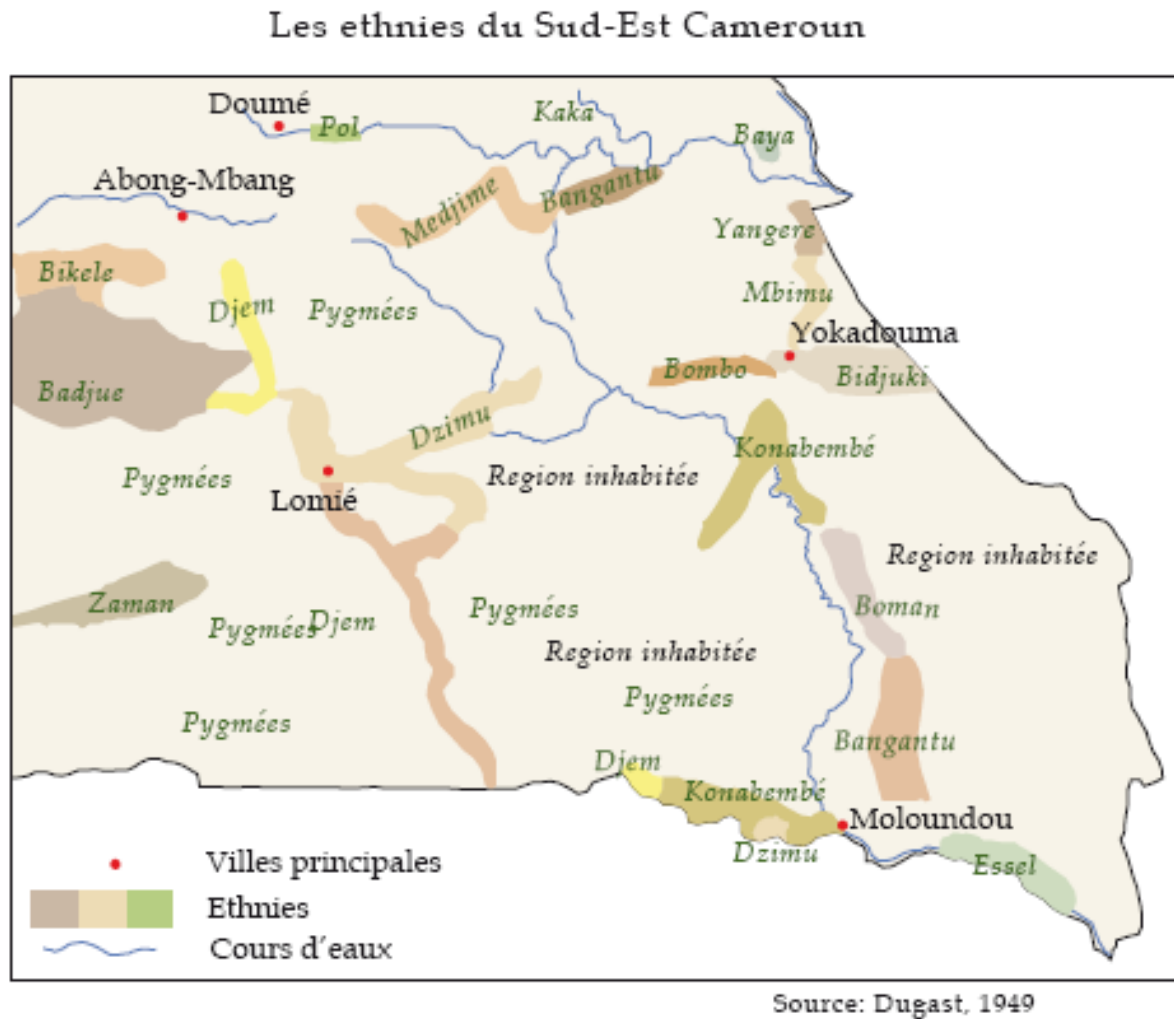 Les ethnies du Sud-Est Cameroun
Doumé
Pol
Kaka
Baya
Abong-Mbang
Medjime
Bangantu
Yangere
Bikele
Djem
Pygmées
Mbimu
Yokadouma
Badjue
Bombo
Bidjuki
Dzimu
Konabembé
Pygmées
Region inhabitée
Lomié
Region inhabitée
Zaman
Pygmées
Djem
Pygmées
Boman
Region inhabitée
Pygmées
Pygmées
Bangantu
Djem
Konabembé
Moloundou
Dzimu
Essel
Villes principales
Ethnies
Cours d'eaux
Source: Dugast, 1949